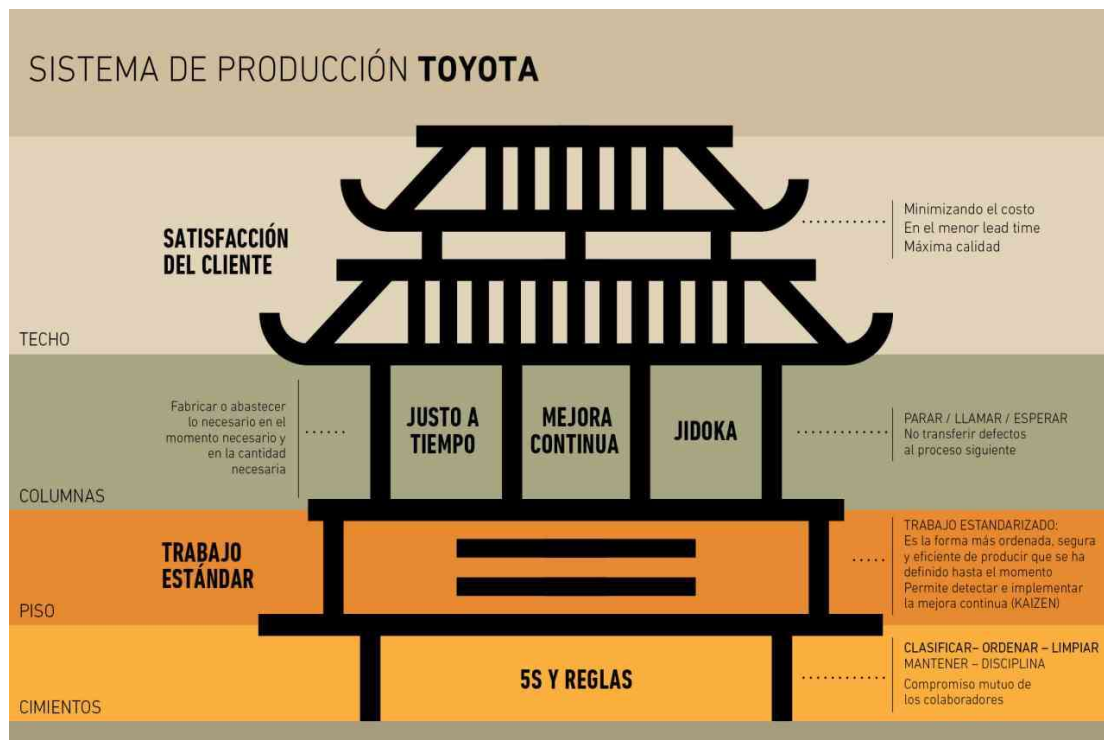 SISTEMA DE PRODUCCIÓN TOYOTA
SATISFACCIÓN
DEL CLIENTE
Minimizando el costo
En el menor lead time
Máxima calidad
TECHO
Fabricar o abastecer
lo necesario en el
momento necesario y
en la cantidad
necesaria
JUSTO A
TIEMPO
MEJORA
CONTINUA
JIDOKA
PARAR / LLAMAR / ESPERAR
No transferir defectos
al proceso siguiente
COLUMNAS
TRABAJO
ESTÁNDAR
TRABAJO ESTANDARIZADO:
Es la forma más ordenada, segura
y eficiente de producir que se ha
definido hasta el momento
Permite detectar e implementar
la mejora continua (KAIZEN)
PISO
5S Y REGLAS
CLASIFICAR– ORDENAR – LIMPIAR
MANTENER – DISCIPLINA
Compromiso mutuo de
los colaboradores
CIMIENTOS